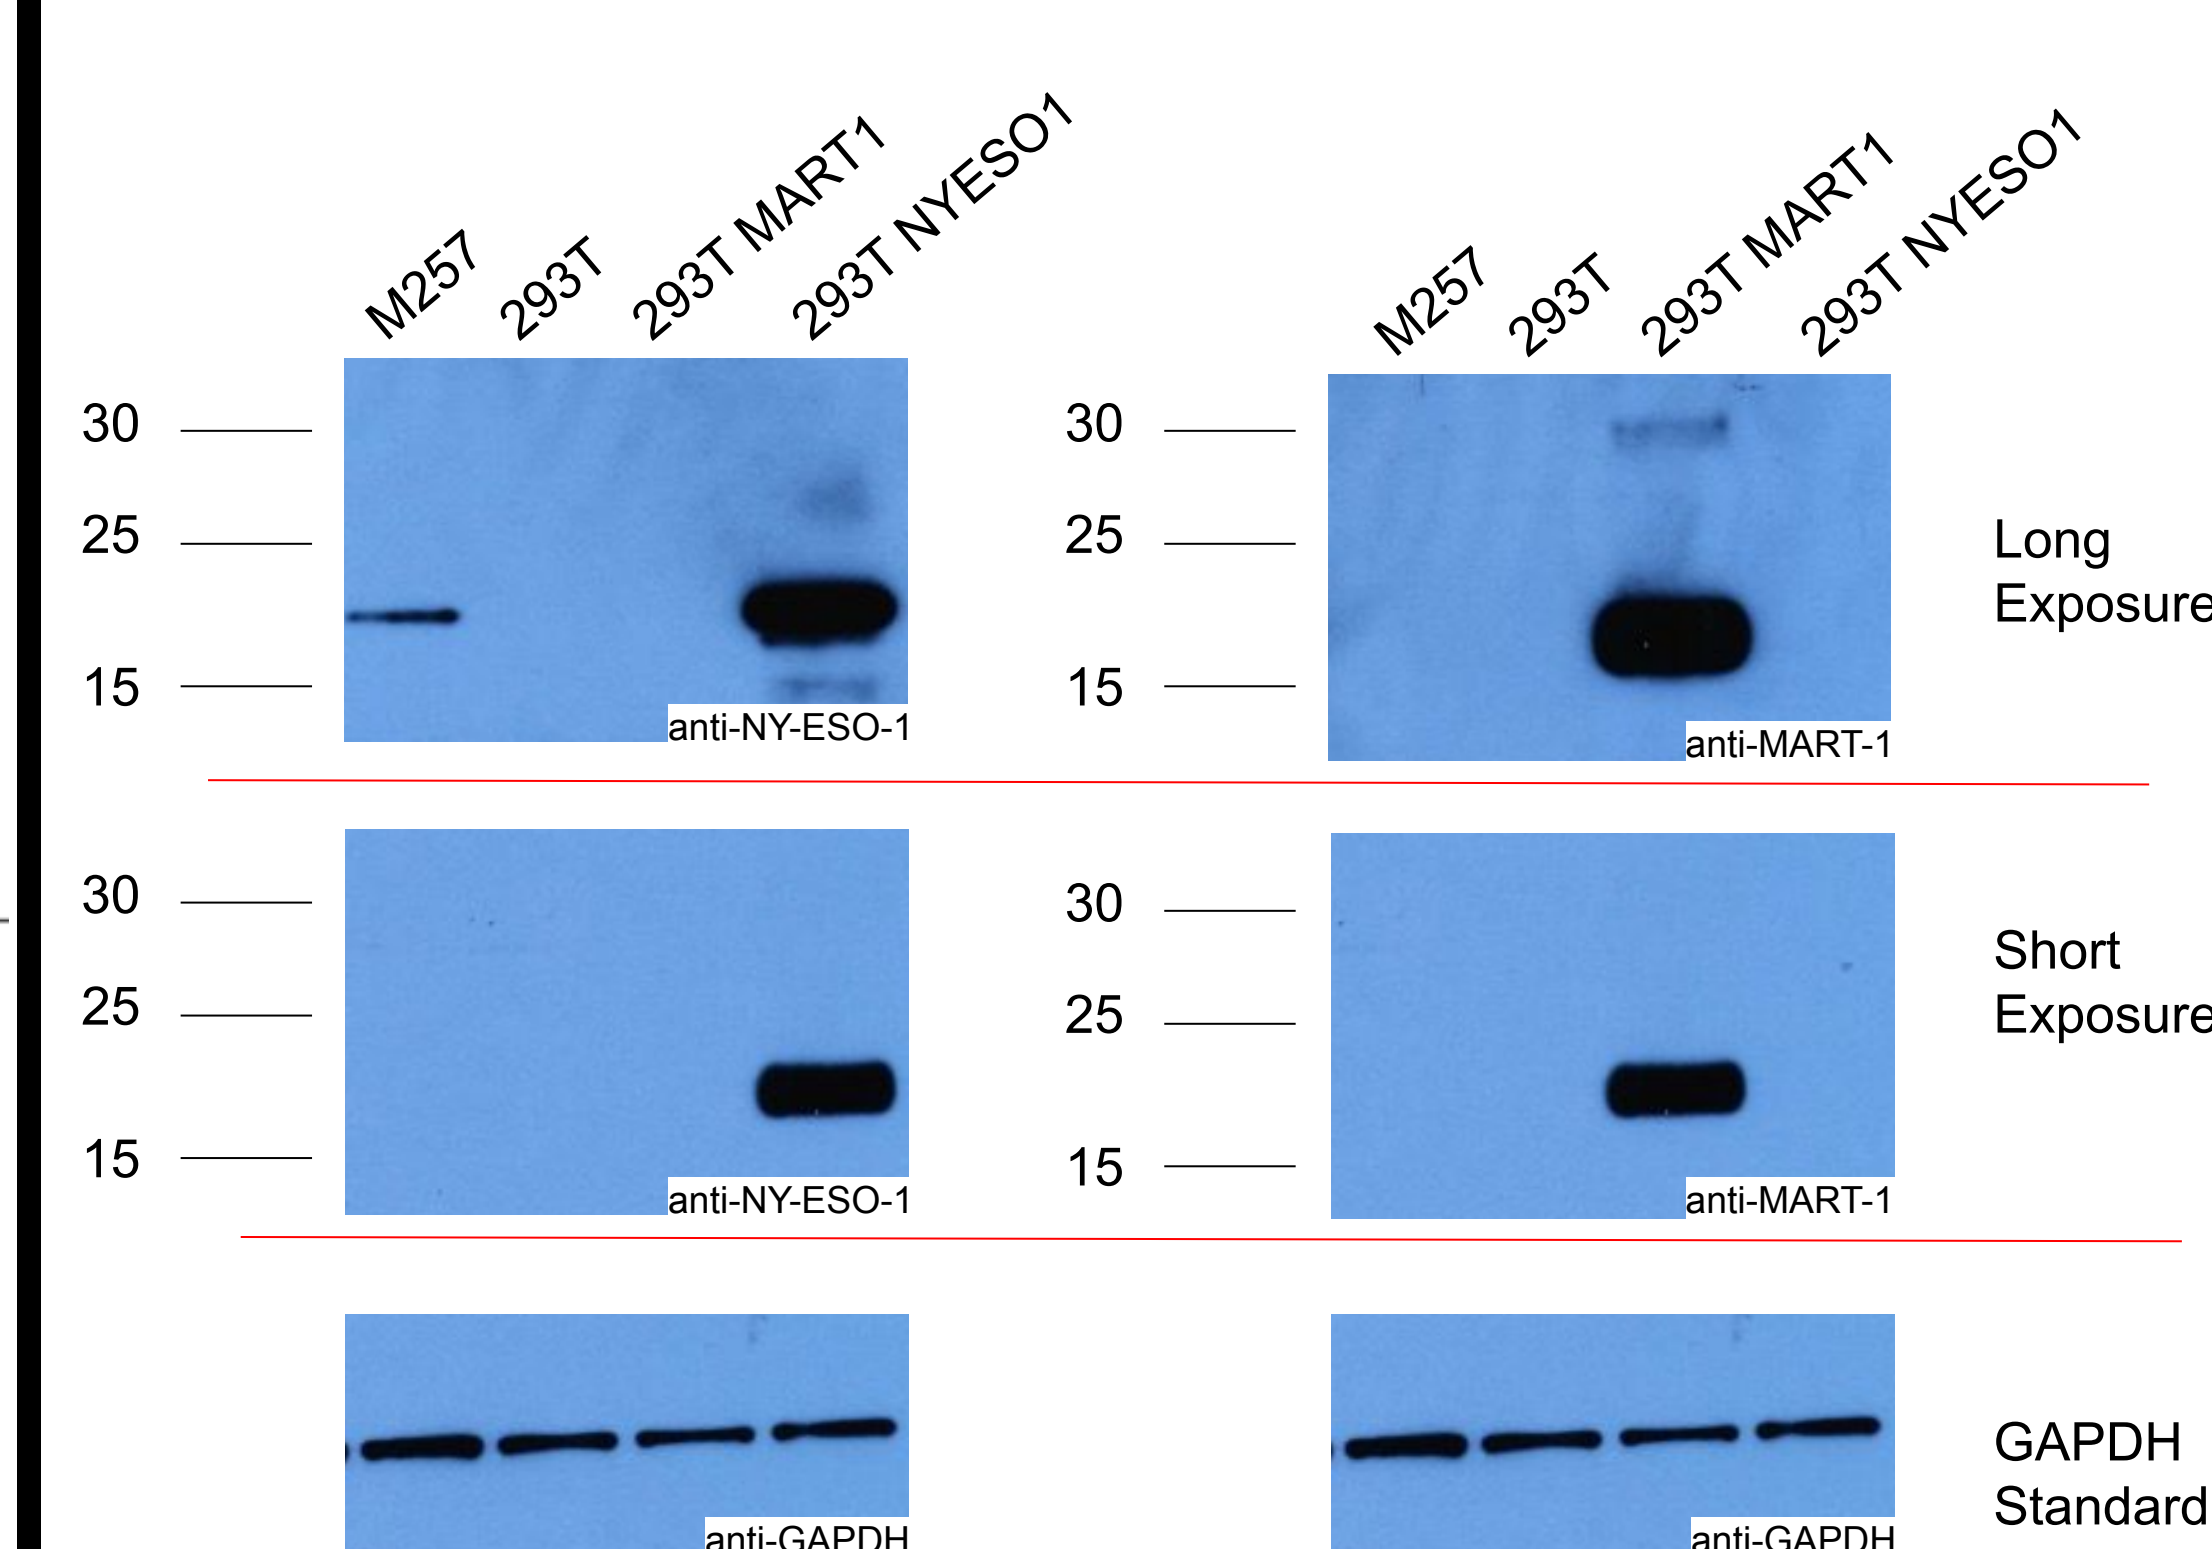 M257
293T
293T MART1
293T NYESO1
M257
293T
293T MART1
293T NYESO1
30
25
15
anti-NY-ESO-1
30
25
15
anti-MART-1
Long
Exposure
30
25
15
anti-NY-ESO-1
30
25
15
anti-MART-1
Short
Exposure
anti-GAPDH
anti-GAPDH
GAPDH
Standard